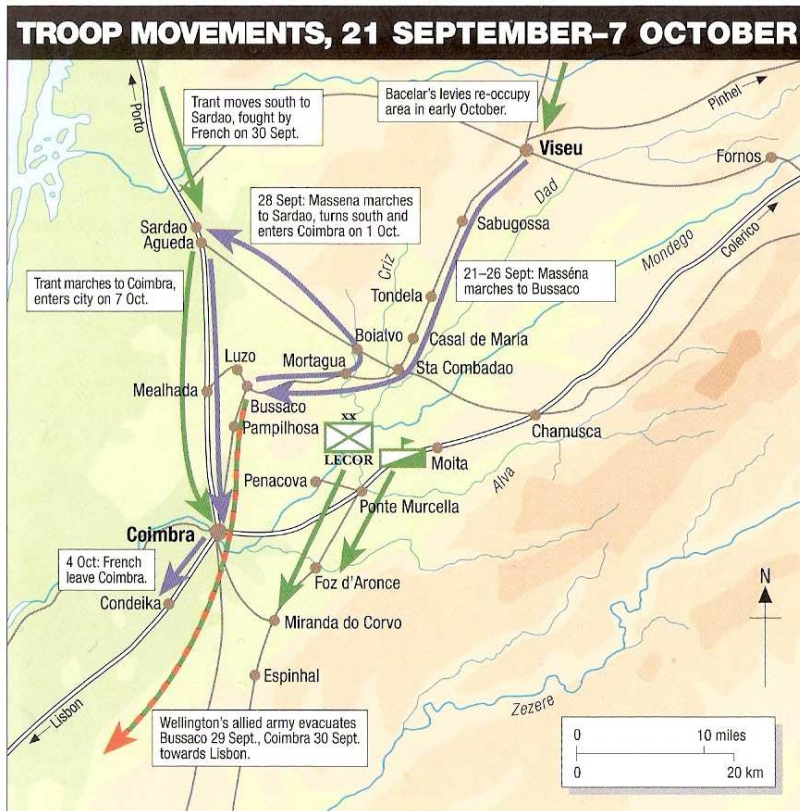 TROOP MOVEMENTS, 21 SEPTEMBER–7 OCTOBER
Porto
Trant moves south to
Sardao, fought by
French on 30 Sept.
Bacelar's levies re-occupy
area in early October.
Pinhel
Viseu
Fornos
Dad
28 Sept: Massena marches
to Sardao, turns south and
enters Coimbra on 1 Oct.
Sardao
Agueda
Sabugossa
Mondego
Colerico
Criz
21–26 Sept: Masséna
marches to Bussaco
Trant marches to Coimbra,
enters city on 7 Oct.
Tondela
Boialvo
Casal de Maria
Luzo
Mortagua
Sta Combadao
Mealhada
Bussaco
Pampilhosa
xx
LECOR
Chamusca
Moita
Penacova
Alva
Ponte Murcella
Coimbra
4 Oct: French
leave Coimbra.
Foz d'Aronce
Condeika
Miranda do Corvo
N
Espinhal
Lisbon
Zezere
Wellington's allied army evacuates
Bussaco 29 Sept., Coimbra 30 Sept.
towards Lisbon.
0 10 miles
0 20 km